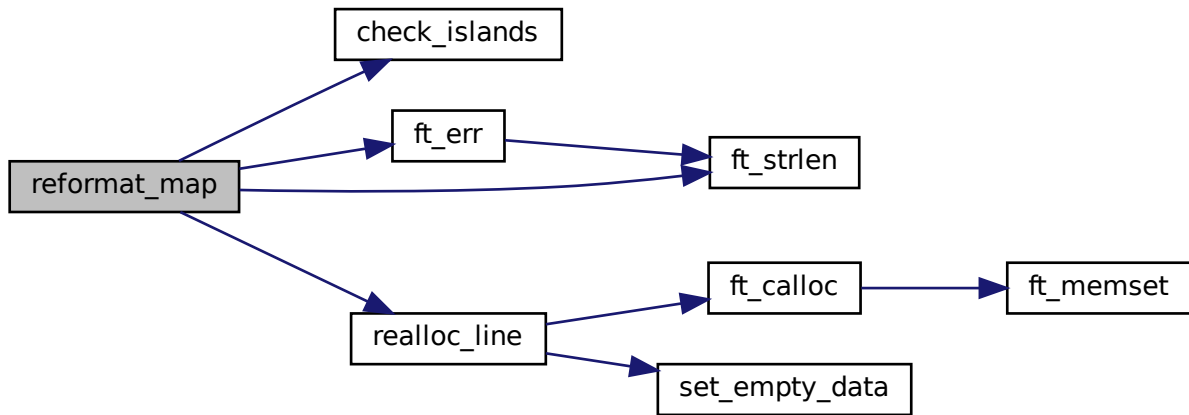 check_islands
ft_err
ft_strlen
reformat_map
ft_calloc
ft_memset
realloc_line
set_empty_data